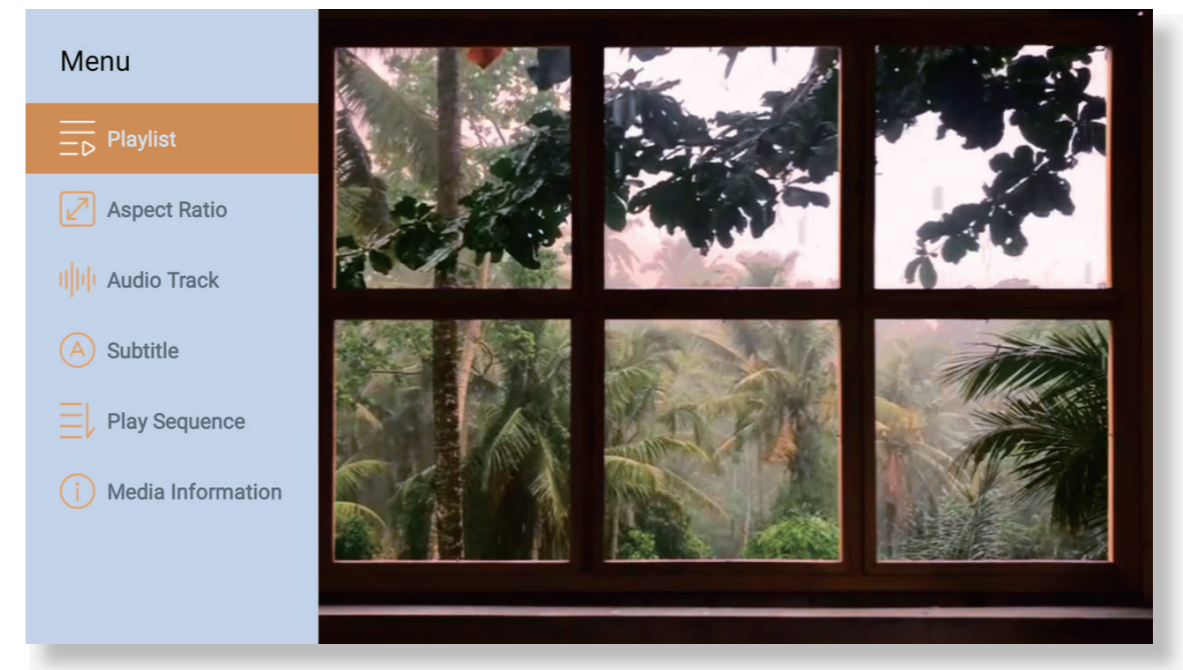 Menu
Playlist
Aspect Ratio
Audio Track
Subtitle
Play Sequence
Media Information